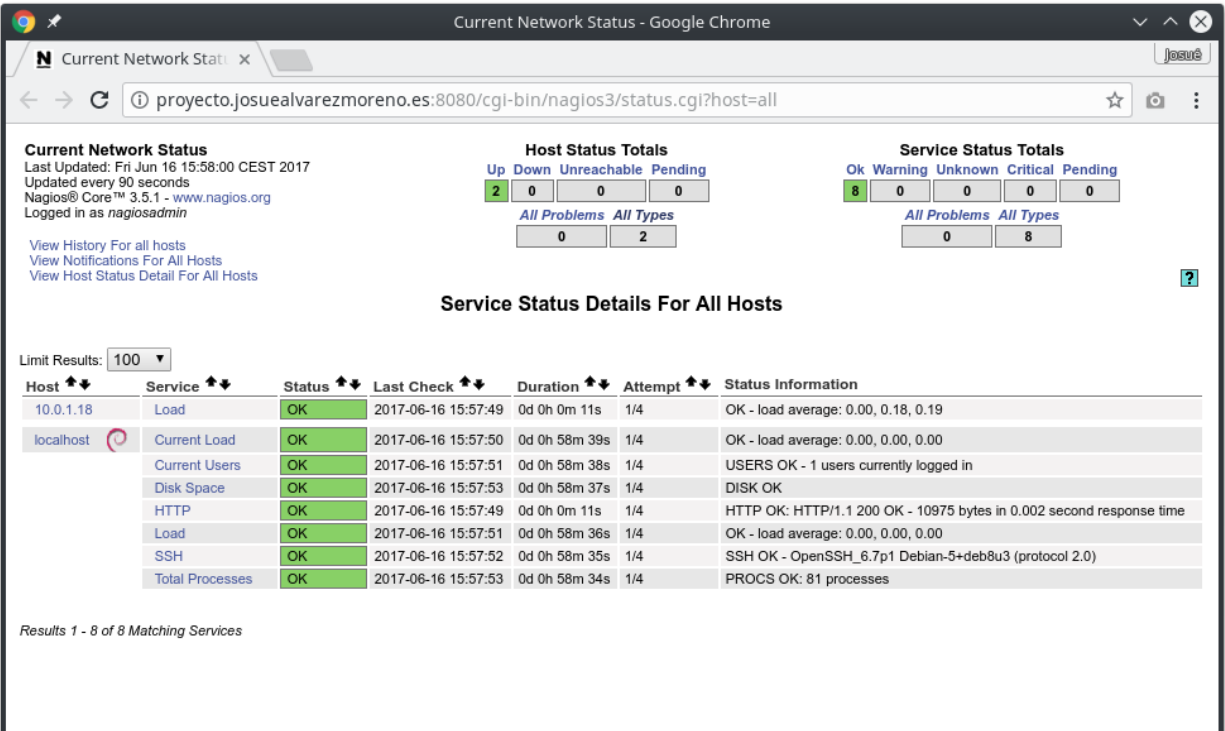 Current Network Status - Google Chrome
N Current Network Stat
Josué
proyecto.josuealvarezmoreno.es:8080/cgi-bin/nagios3/status.cgi?host=all
Current Network Status
Last Updated: Fri Jun 16 15:58:00 CEST 2017
Updated every 90 seconds
Nagios® Core™ 3.5.1 - www.nagios.org
Logged in as nagiosadmin
View History For all hosts
View Notifications For All Hosts
View Host Status Detail For All Hosts
Host Status Totals
Up Down Unreachable Pending
2 0 0 0
All Problems All Types
0 2
Service Status Totals
Ok Warning Unknown Critical Pending
8 0 0 0 0
All Problems All Types
0 8
?
Service Status Details For All Hosts
Limit Results: 100
Host Service Status Last Check Duration Attempt Status Information
10.0.1.18 Load OK 2017-06-16 15:57:49 0d 0h 0m 11s 1/4 OK - load average: 0.00, 0.18, 0.19
localhost Current Load OK 2017-06-16 15:57:50 0d 0h 58m 39s 1/4 OK - load average: 0.00, 0.00, 0.00
Current Users OK 2017-06-16 15:57:51 0d 0h 58m 38s 1/4 USERS OK - 1 users currently logged in
Disk Space OK 2017-06-16 15:57:53 0d 0h 58m 37s 1/4 DISK OK
HTTP OK 2017-06-16 15:57:49 0d 0h 0m 11s 1/4 HTTP OK: HTTP/1.1 200 OK - 10975 bytes in 0.002 second response time
Load OK 2017-06-16 15:57:51 0d 0h 58m 36s 1/4 OK - load average: 0.00, 0.00, 0.00
SSH OK 2017-06-16 15:57:52 0d 0h 58m 35s 1/4 SSH OK - OpenSSH_6.7p1 Debian-5+deb8u3 (protocol 2.0)
Total Processes OK 2017-06-16 15:57:53 0d 0h 58m 34s 1/4 PROCS OK: 81 processes
Results 1 - 8 of 8 Matching Services